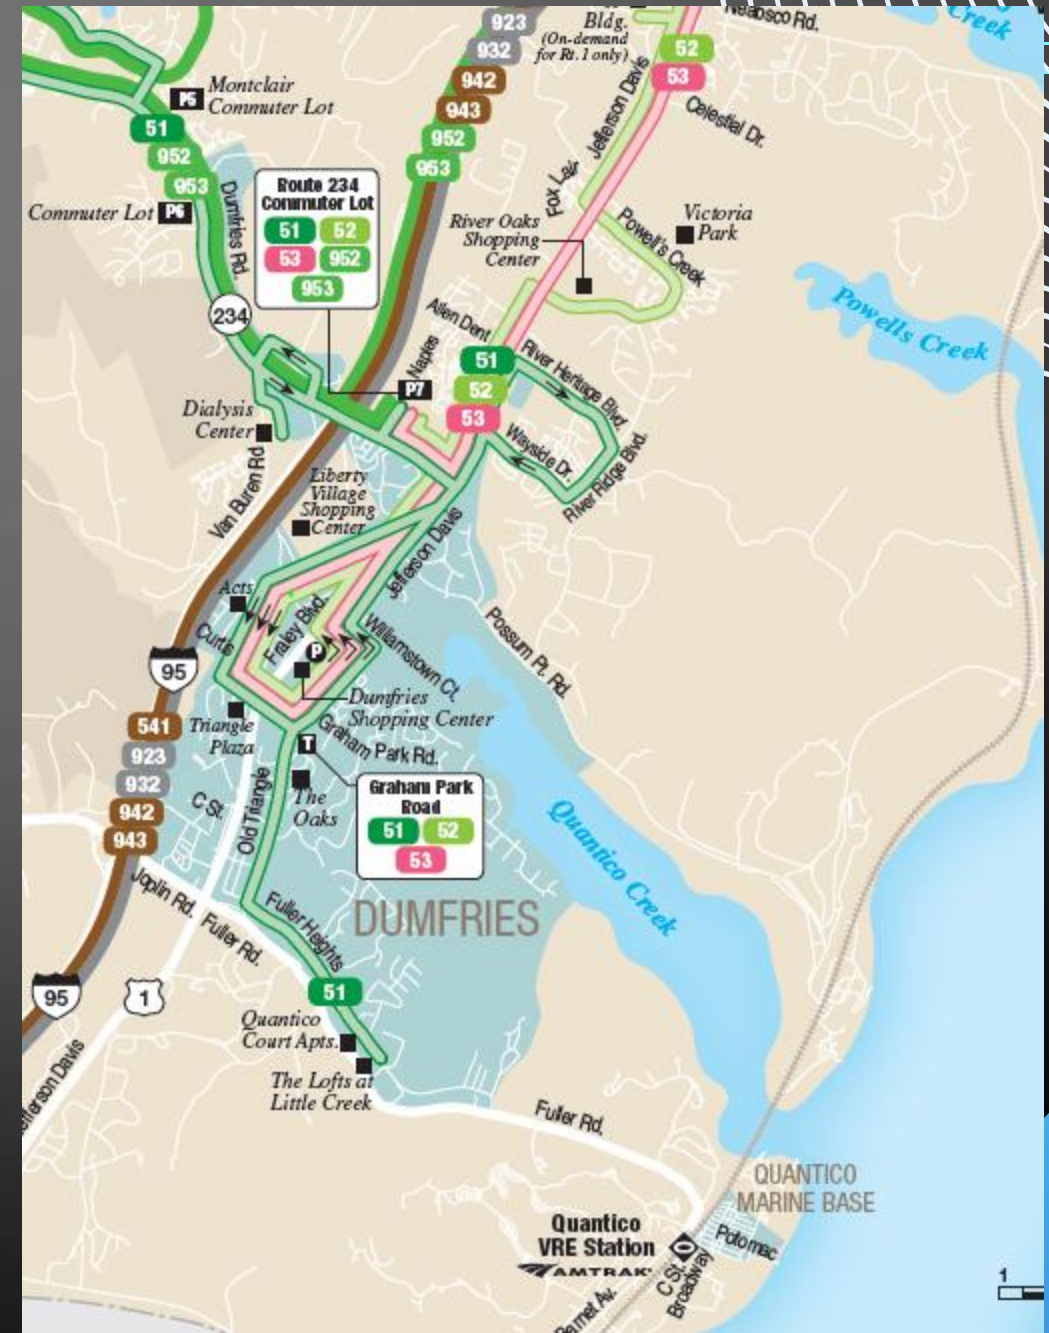 923
Bldg.
(On-demand
for Rt. 1 only)
932
Neabsco Rd.
Creek
52
53
942
943
952
953
P5
Montclair
Commuter Lot
51
952
953
Commuter Lot P6
Dumfries Rd.
Route 234
Commuter Lot
51 52
53 952
953
234
Jefferson Davis
Celestial Dr.
Fox Lair
River Oaks
Shopping
Center
Powell's Creek
Victoria
Park
Powells Creek
Allen Dent
Naples
P7
51
52
53
River Heritage Blvd.
Wayside Dr.
River Ridge Blvd.
Dialysis
Center
Van Buren Rd
Liberty
Village
Shopping
Center
Jefferson Davis
Acts
Curtis
Fraley Blvd.
P
Williamstown Ct.
Possum Pt. Rd.
95
Dumfries
Shopping Center
541
923
932
942
943
Triangle
Plaza
Graham Park Rd.
T
The
Oaks
Graham Park
Road
51 52
53
C St.
Old Triangle
Quantico Creek
Joplin Rd.
Fuller Rd.
Fuller Heights
DUMFRIES
95
1
51
Quantico
Court Apts.
The Lofts at
Little Creek
Jefferson Davis
Fuller Rd.
QUANTICO
MARINE BASE
Quantico
VRE Station
AMTRAK
Potomac
C St.
Broadway
1